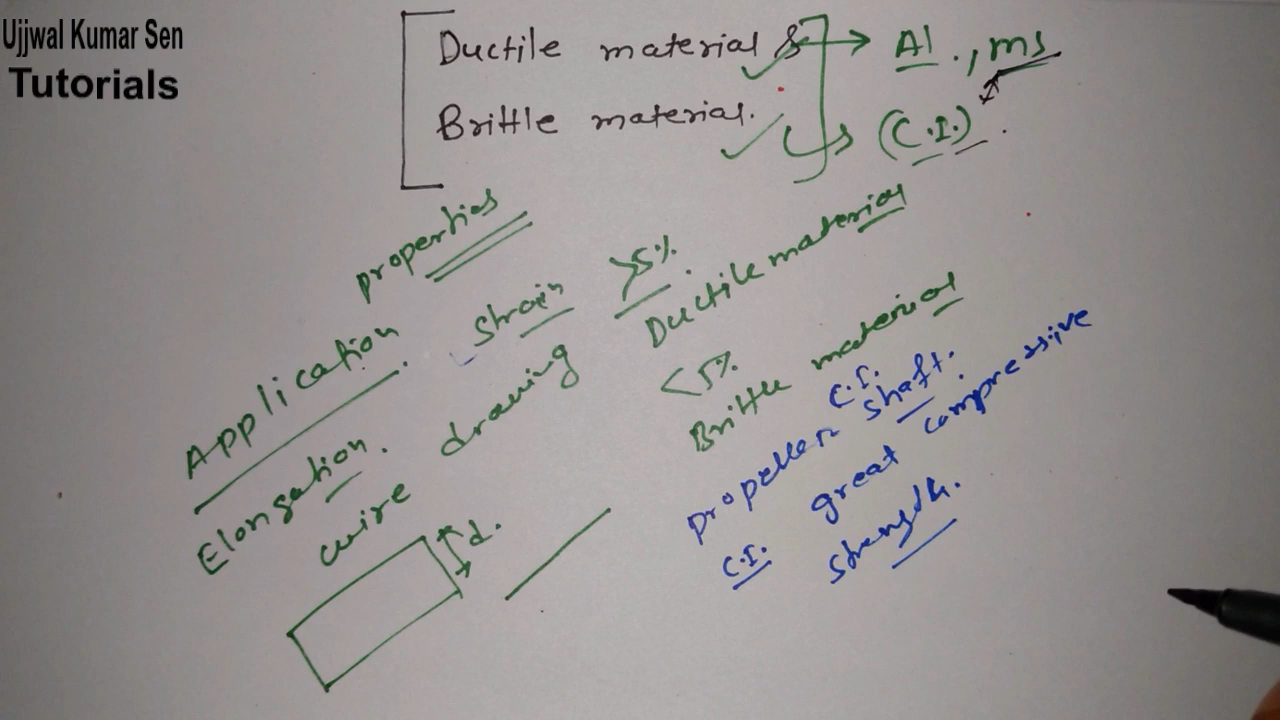 Ujjwal Kumar Sen
Tutorials
Ductile material &
Brittle material.
→ Al., ms
(C.I.).
properties
Application.
Strain
>5%.
Ductile material
Elongation.
wire drawing
<5%
Brittle material
C.I.
propeller shaft.
C.I. great compressive
strength.
d.